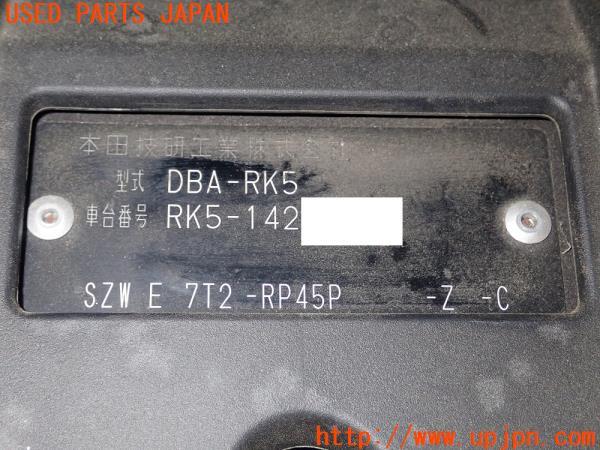 USED PARTS JAPAN
本田技研工業株式会社
型式 DBA-RK5
車台番号 RK5-142
SZW E 7T2 -RP45P -Z -C
http://www.upjpn.com